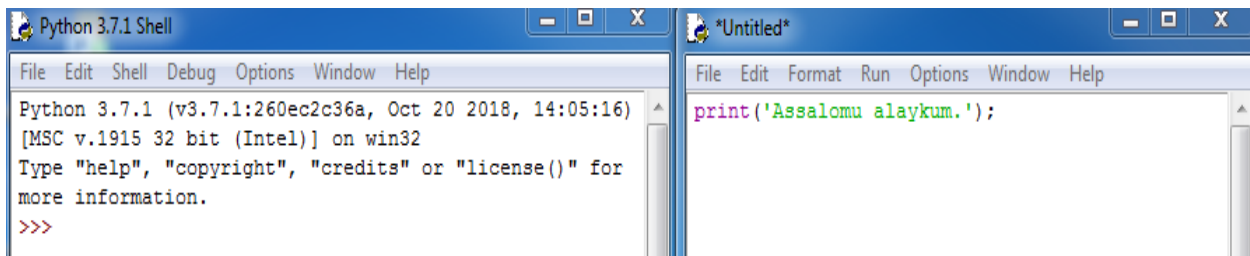 Python 3.7.1 Shell
File Edit Shell Debug Options Window Help
Python 3.7.1 (v3.7.1:260ec2c36a, Oct 20 2018, 14:05:16)
[MSC v.1915 32 bit (Intel)] on win32
Type "help", "copyright", "credits" or "license()" for
more information.
>>>
*Untitled*
File Edit Format Run Options Window Help
print('Assalomu alaykum.');